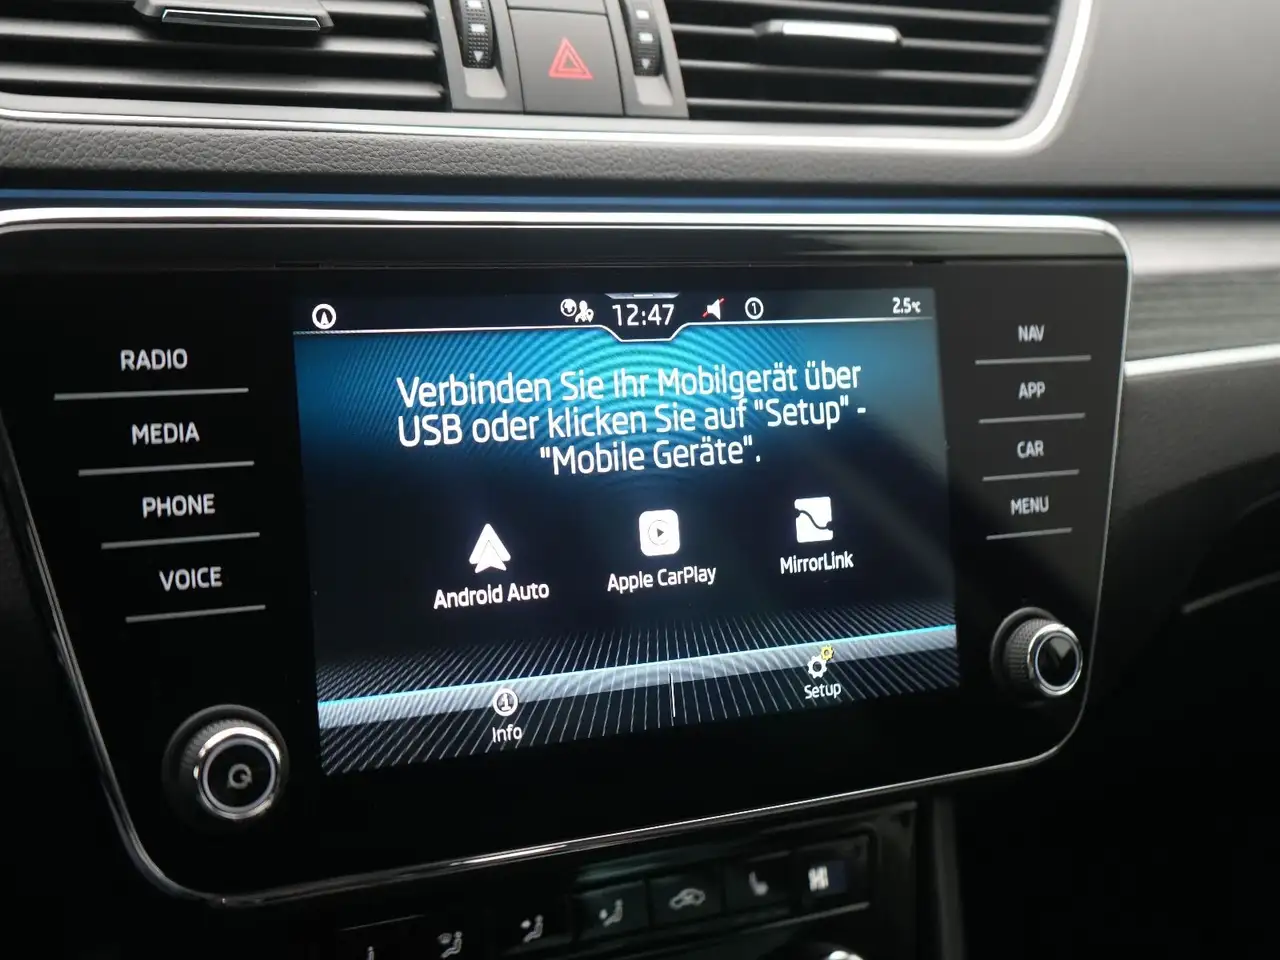 12:47
1
2.5°C
RADIO
MEDIA
PHONE
VOICE
Verbinden Sie Ihr Mobilgerät über
USB oder klicken Sie auf "Setup" -
"Mobile Geräte".
Android Auto
Apple CarPlay
MirrorLink
Info
Setup
NAV
APP
CAR
MENU